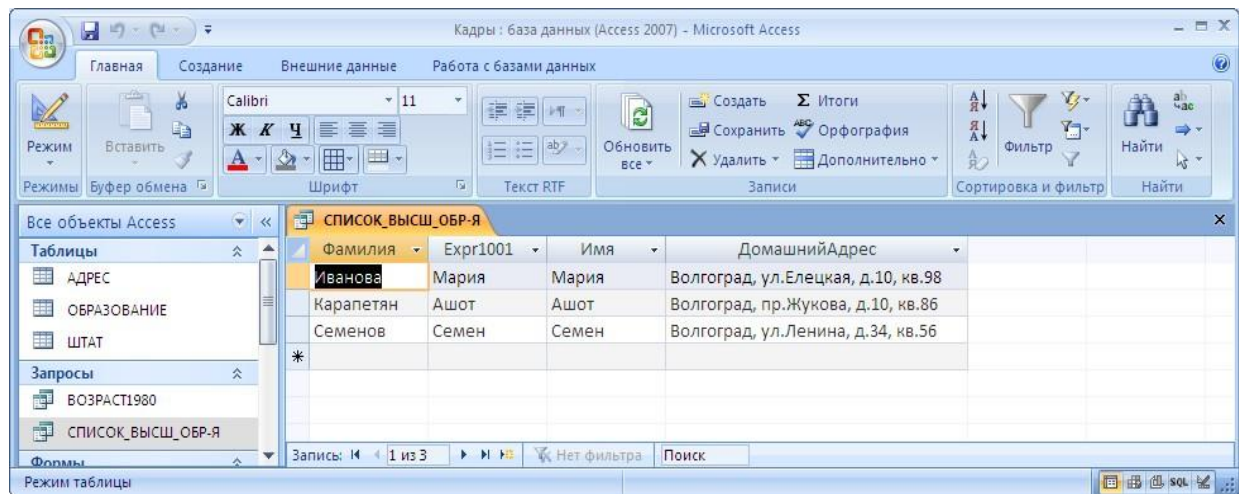 Кадры : база данных (Access 2007) - Microsoft Access
Главная Создание Внешние данные Работа с базами данных
Режим
Вставить
Calibri 11
Ж К Ч
Обновить все
Создать Σ Итоги
Сохранить Орфография
Удалить Дополнительно
Фильтр
Найти
Режимы Буфер обмена Шрифт Текст RTF Записи Сортировка и фильтр Найти
Все объекты Access
Таблицы
АДРЕС
ОБРАЗОВАНИЕ
ШТАТ
Запросы
ВОЗРАСТ1980
СПИСОК_ВЫСШ_ОБР-Я
Формы
СПИСОК_ВЫСШ_ОБР-Я
Фамилия Expr1001 Имя ДомашнийАдрес
Иванова Мария Мария Волгоград, ул.Елецкая, д.10, кв.98
Карапетян Ашот Ашот Волгоград, пр.Жукова, д.10, кв.86
Семенов Семен Семен Волгоград, ул.Ленина, д.34, кв.56
Запись: 1 из 3 Нет фильтра Поиск
Режим таблицы SQL